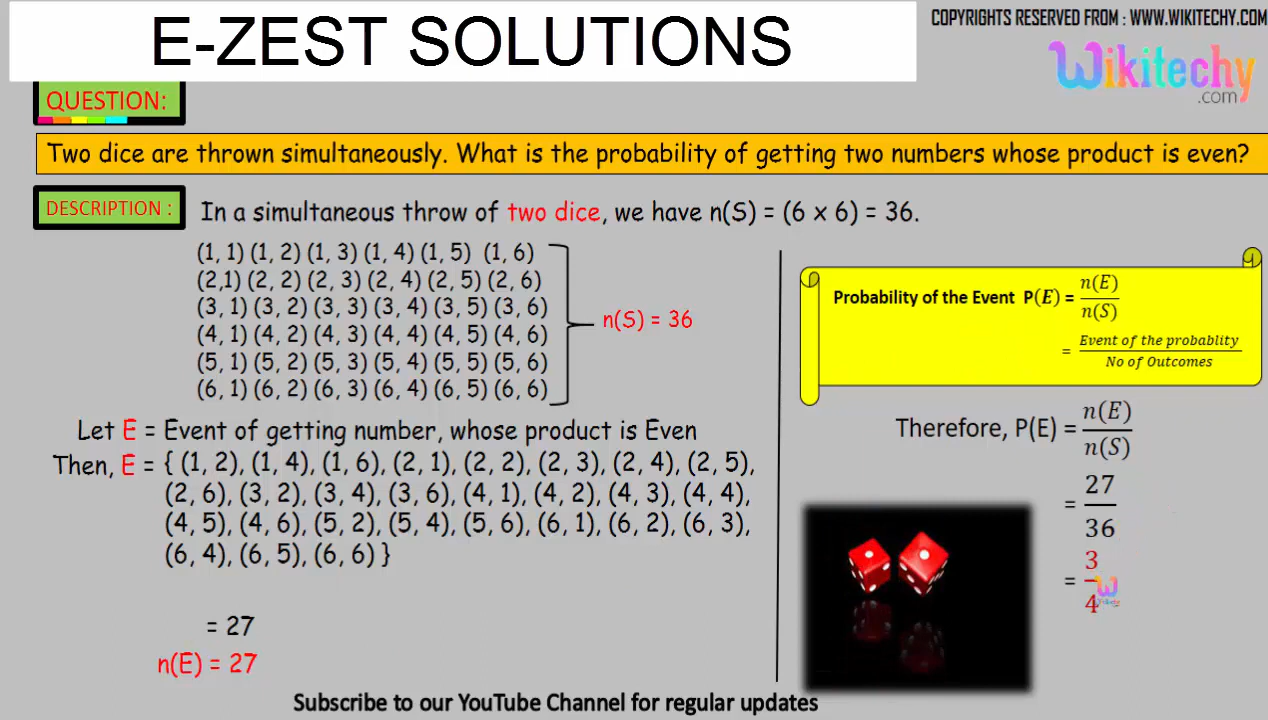 E-ZEST SOLUTIONS
COPYRIGHTS RESERVED FROM : WWW.WIKITECHY.COM
Wikitechy
.com
QUESTION:
Two dice are thrown simultaneously. What is the probability of getting two numbers whose product is even?
DESCRIPTION :
In a simultaneous throw of two dice, we have n(S) = (6 x 6) = 36.
(1, 1) (1, 2) (1, 3) (1, 4) (1, 5) (1, 6)
(2,1) (2, 2) (2, 3) (2, 4) (2, 5) (2, 6)
(3, 1) (3, 2) (3, 3) (3, 4) (3, 5) (3, 6)
(4, 1) (4, 2) (4, 3) (4, 4) (4, 5) (4, 6)
(5, 1) (5, 2) (5, 3) (5, 4) (5, 5) (5, 6)
(6, 1) (6, 2) (6, 3) (6, 4) (6, 5) (6, 6)
n(S) = 36
Let E = Event of getting number, whose product is Even
Then, E = { (1, 2), (1, 4), (1, 6), (2, 1), (2, 2), (2, 3), (2, 4), (2, 5),
(2, 6), (3, 2), (3, 4), (3, 6), (4, 1), (4, 2), (4, 3), (4, 4),
(4, 5), (4, 6), (5, 2), (5, 4), (5, 6), (6, 1), (6, 2), (6, 3),
(6, 4), (6, 5), (6, 6) }
= 27
n(E) = 27
Probability of the Event P(E) = n(E)
n(S)
= Event of the probablity
No of Outcomes
Therefore, P(E) = n(E)
n(S)
= 27
36
= 3
4
Subscribe to our YouTube Channel for regular updates